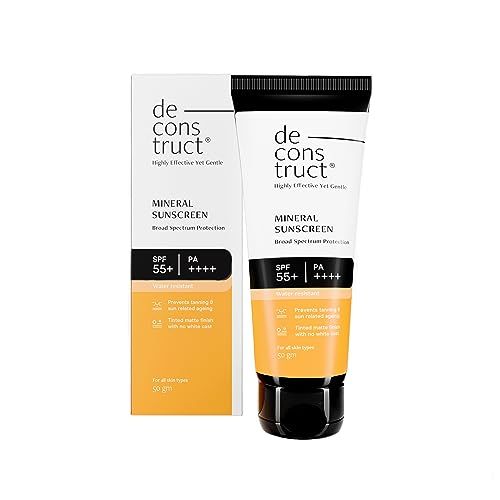 de
cons
truct®
Highly Effective Yet Gentle
MINERAL
SUNSCREEN
Broad Spectrum Protection
SPF
55+
PA
++++
Water resistant
Prevents tanning &
sun related ageing
Tinted matte finish
with no white cast
For all skin types
50 gm
de
cons
truct®
Highly Effective Yet Gentle
MINERAL
SUNSCREEN
Broad Spectrum Protection
SPF
55+
PA
++++
Water resistant
Prevents tanning &
sun related ageing
Tinted matte finish
with no white cast
For all skin types
50 gm